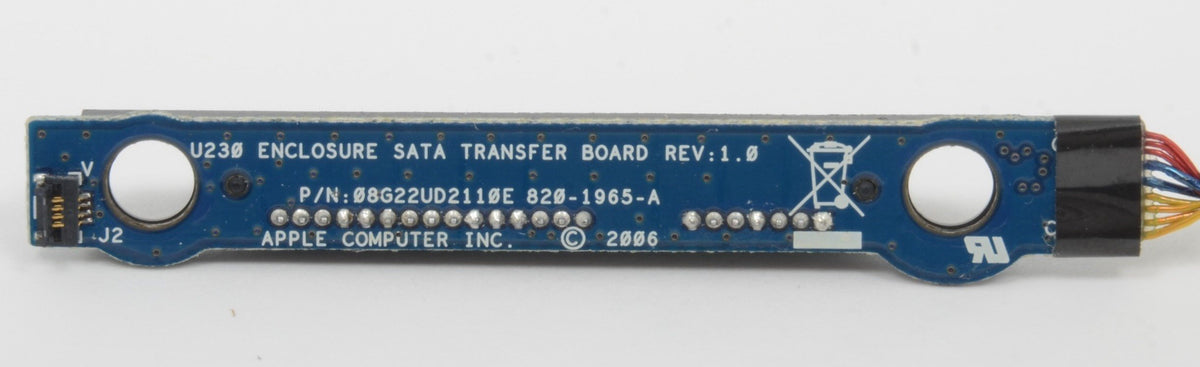 U230 ENCLOSURE SATA TRANSFER BOARD REV:1.0
P/N:08G22UD2110E 820-1965-A
APPLE COMPUTER INC. © 2006
V
J2